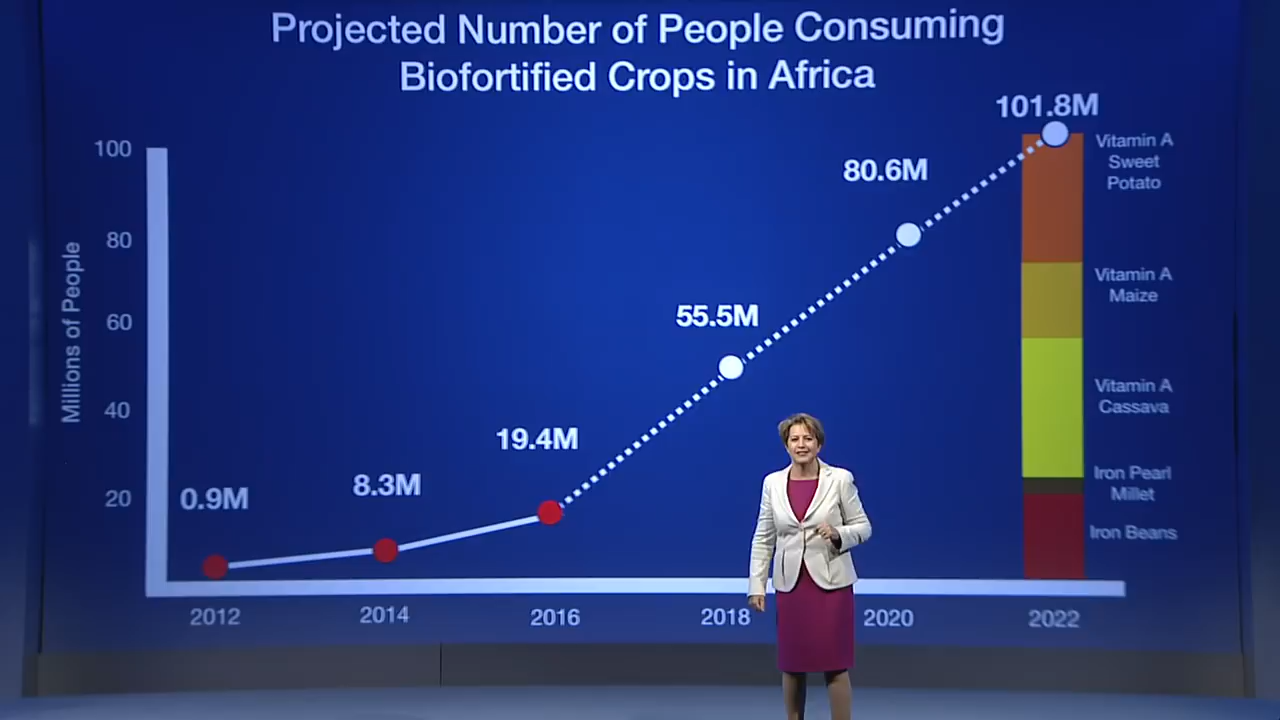 Projected Number of People Consuming
Biofortified Crops in Africa
101.8M
100
Vitamin A
Sweet
Potato
80.6M
80
Vitamin A
Maize
60
55.5M
Millions of People
40
Vitamin A
Cassava
19.4M
Iron Pearl
Millet
8.3M
20
0.9M
Iron Beans
2012
2014
2016
2018
2020
2022